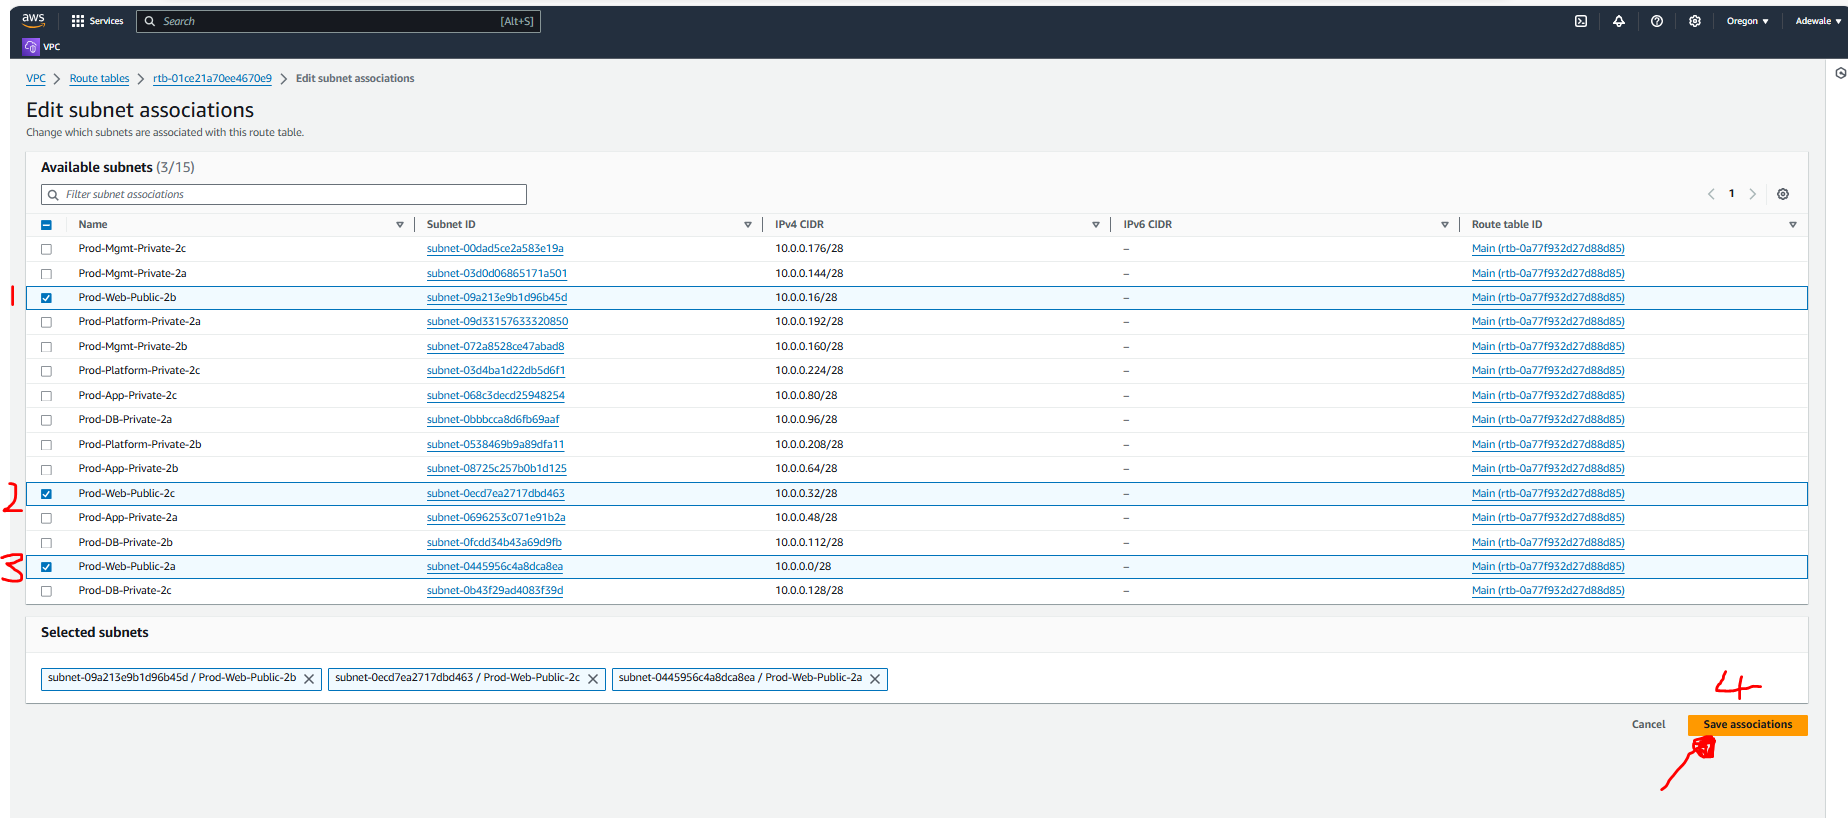 aws Services Search [Alt+S] Oregon Adewale
VPC
VPC > Route tables > rtb-01ce21a70ee4670e9 > Edit subnet associations
Edit subnet associations
Change which subnets are associated with this route table.
Available subnets (3/15)
Filter subnet associations 1
Name Subnet ID IPv4 CIDR IPv6 CIDR Route table ID
Prod-Mgmt-Private-2c subnet-00dad5ce2a583e19a 10.0.0.176/28 – Main (rtb-0a77f932d27d88d85)
Prod-Mgmt-Private-2a subnet-03d0d06865171a501 10.0.0.144/28 – Main (rtb-0a77f932d27d88d85)
1 Prod-Web-Public-2b subnet-09a213e9b1d96b45d 10.0.0.16/28 – Main (rtb-0a77f932d27d88d85)
Prod-Platform-Private-2a subnet-09d33157633320850 10.0.0.192/28 – Main (rtb-0a77f932d27d88d85)
Prod-Mgmt-Private-2b subnet-072a8528ce47abad8 10.0.0.160/28 – Main (rtb-0a77f932d27d88d85)
Prod-Platform-Private-2c subnet-03d4ba1d22db5d6f1 10.0.0.224/28 – Main (rtb-0a77f932d27d88d85)
Prod-App-Private-2c subnet-068c3decd25948254 10.0.0.80/28 – Main (rtb-0a77f932d27d88d85)
Prod-DB-Private-2a subnet-0bbbcca8d6fb69aaf 10.0.0.96/28 – Main (rtb-0a77f932d27d88d85)
Prod-Platform-Private-2b subnet-0538469b9a89dfa11 10.0.0.208/28 – Main (rtb-0a77f932d27d88d85)
Prod-App-Private-2b subnet-08725c257b0b1d125 10.0.0.64/28 – Main (rtb-0a77f932d27d88d85)
2 Prod-Web-Public-2c subnet-0ecd7ea2717dbd463 10.0.0.32/28 – Main (rtb-0a77f932d27d88d85)
Prod-App-Private-2a subnet-0696253c071e91b2a 10.0.0.48/28 – Main (rtb-0a77f932d27d88d85)
Prod-DB-Private-2b subnet-0fcdd34b43a69d9fb 10.0.0.112/28 – Main (rtb-0a77f932d27d88d85)
3 Prod-Web-Public-2a subnet-0445956c4a8dca8ea 10.0.0.0/28 – Main (rtb-0a77f932d27d88d85)
Prod-DB-Private-2c subnet-0b43f29ad4083f39d 10.0.0.128/28 – Main (rtb-0a77f932d27d88d85)
Selected subnets
subnet-09a213e9b1d96b45d / Prod-Web-Public-2b subnet-0ecd7ea2717dbd463 / Prod-Web-Public-2c subnet-0445956c4a8dca8ea / Prod-Web-Public-2a
4
Cancel Save associations